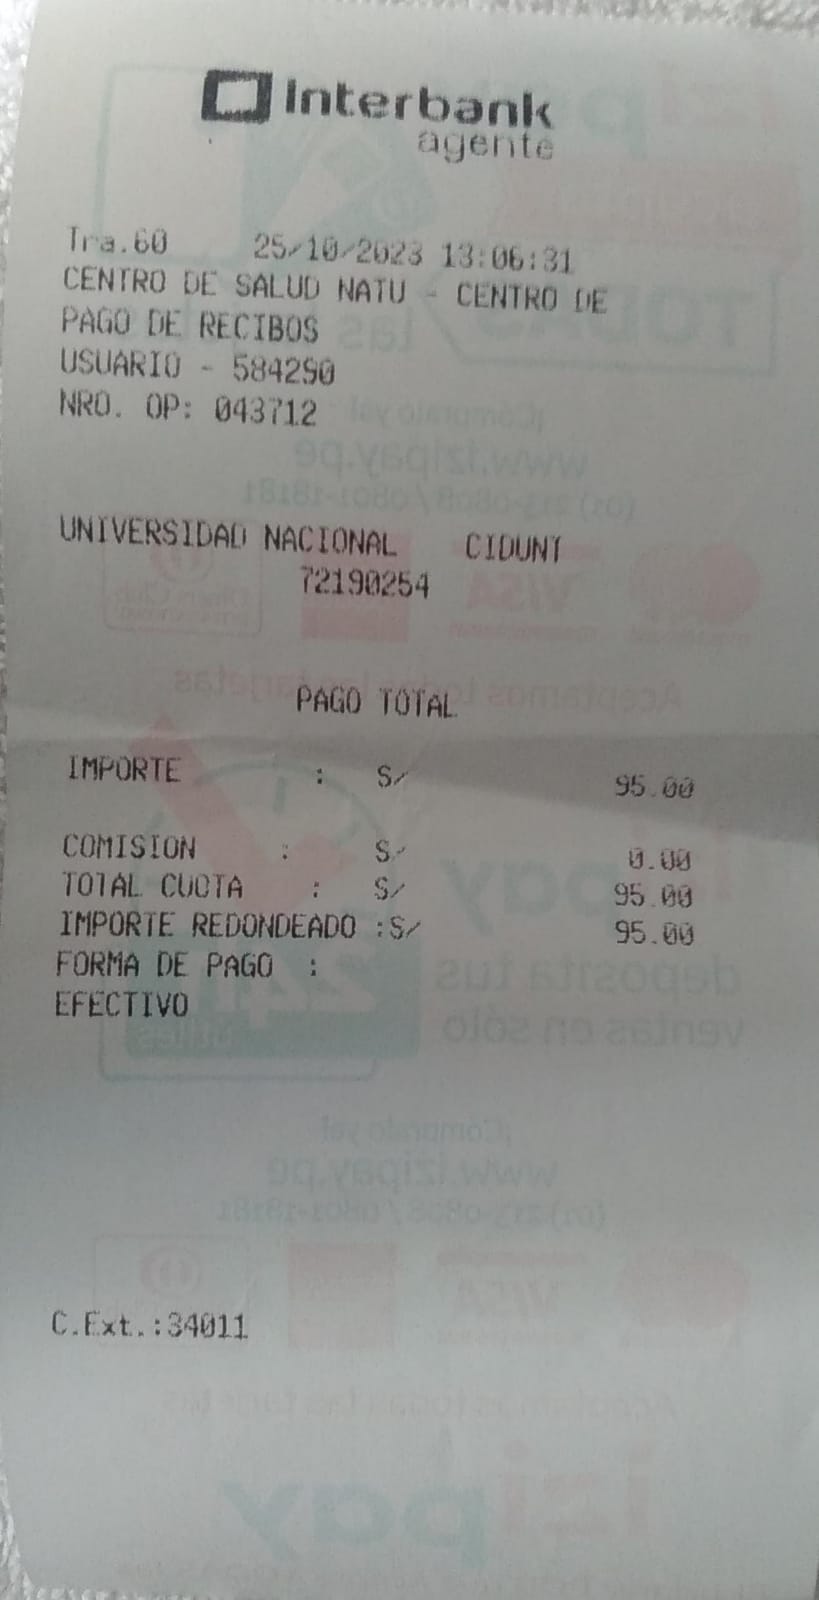 Interbank
agente
Tra.60 25/10/2023 13:06:31
CENTRO DE SALUD NATU - CENTRO DE
PAGO DE RECIBOS
USUARIO - 584290
NRO. OP: 043712
UNIVERSIDAD NACIONAL CIDUNT
72190254
PAGO TOTAL
IMPORTE : S/ 95.00
COMISION : S/ 0.00
TOTAL CUOTA : S/ 95.00
IMPORTE REDONDEADO :S/ 95.00
FORMA DE PAGO :
EFECTIVO
C.Ext.:34011